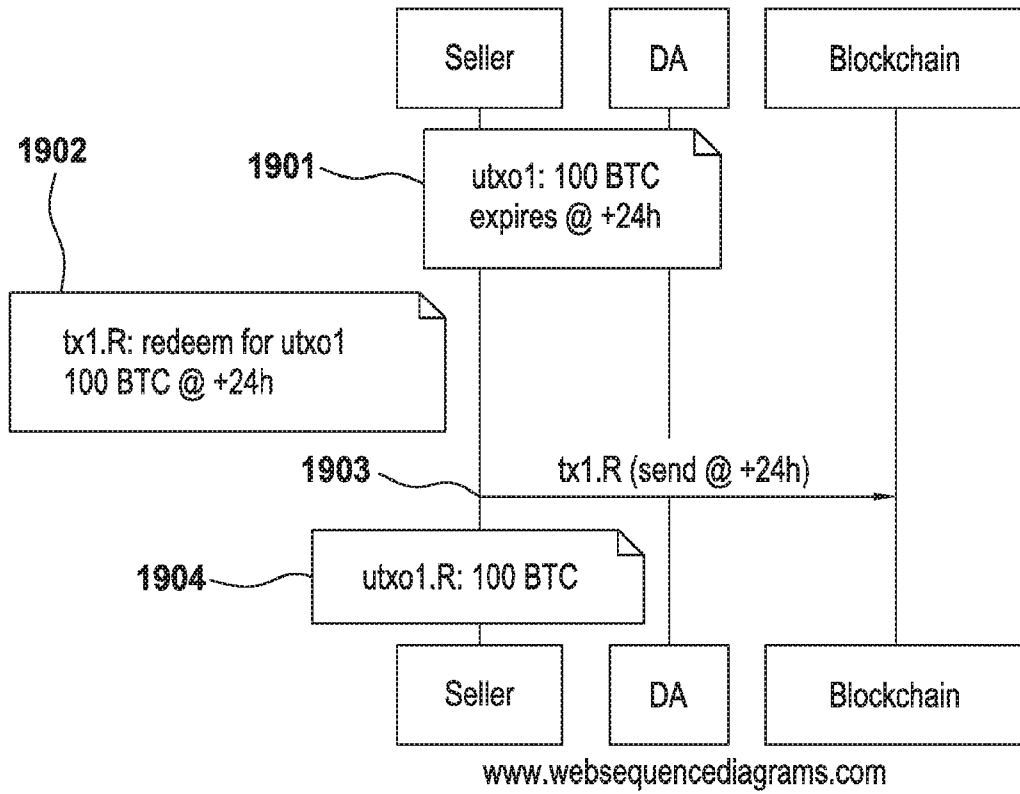 Seller
DA
Blockchain
1902
1901
utxo1: 100 BTC
expires @ +24h
tx1.R: redeem for utxo1
100 BTC @ +24h
1903
tx1.R (send @ +24h)
1904
utxo1.R: 100 BTC
Seller
DA
Blockchain
www.websequencediagrams.com